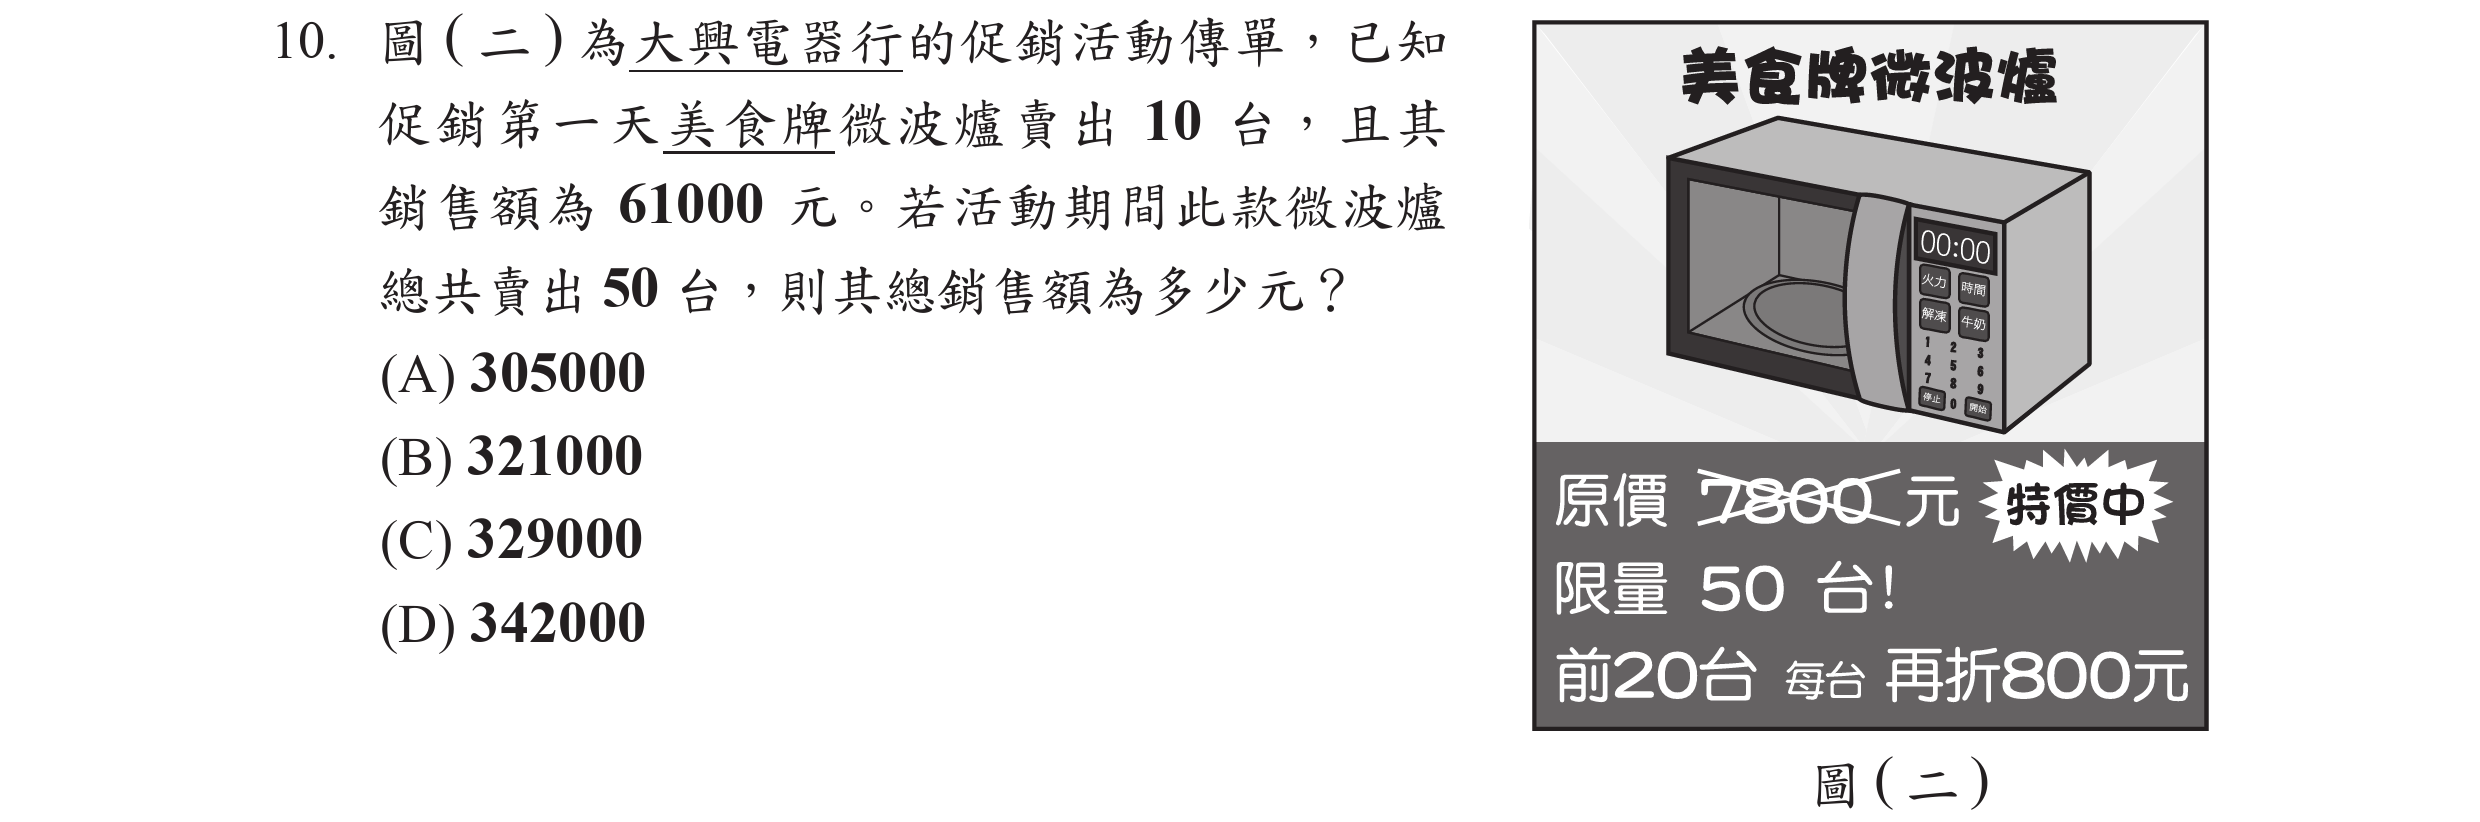 10. 圖(二)為大興電器行的促銷活動傳單，已知
促銷第一天美食牌微波爐賣出 10 台，且其
銷售額為 61000 元。若活動期間此款微波爐
總共賣出 50 台，則其總銷售額為多少元？
(A) 305000
(B) 321000
(C) 329000
(D) 342000
美食牌微波爐
00:00
火力 時間
解凍 牛奶
1 2 3
4 5 6
7 8 9
停止 0 開始
原價 7800 元 特價中
限量 50 台!
前20台 每台 再折800元
圖(二)